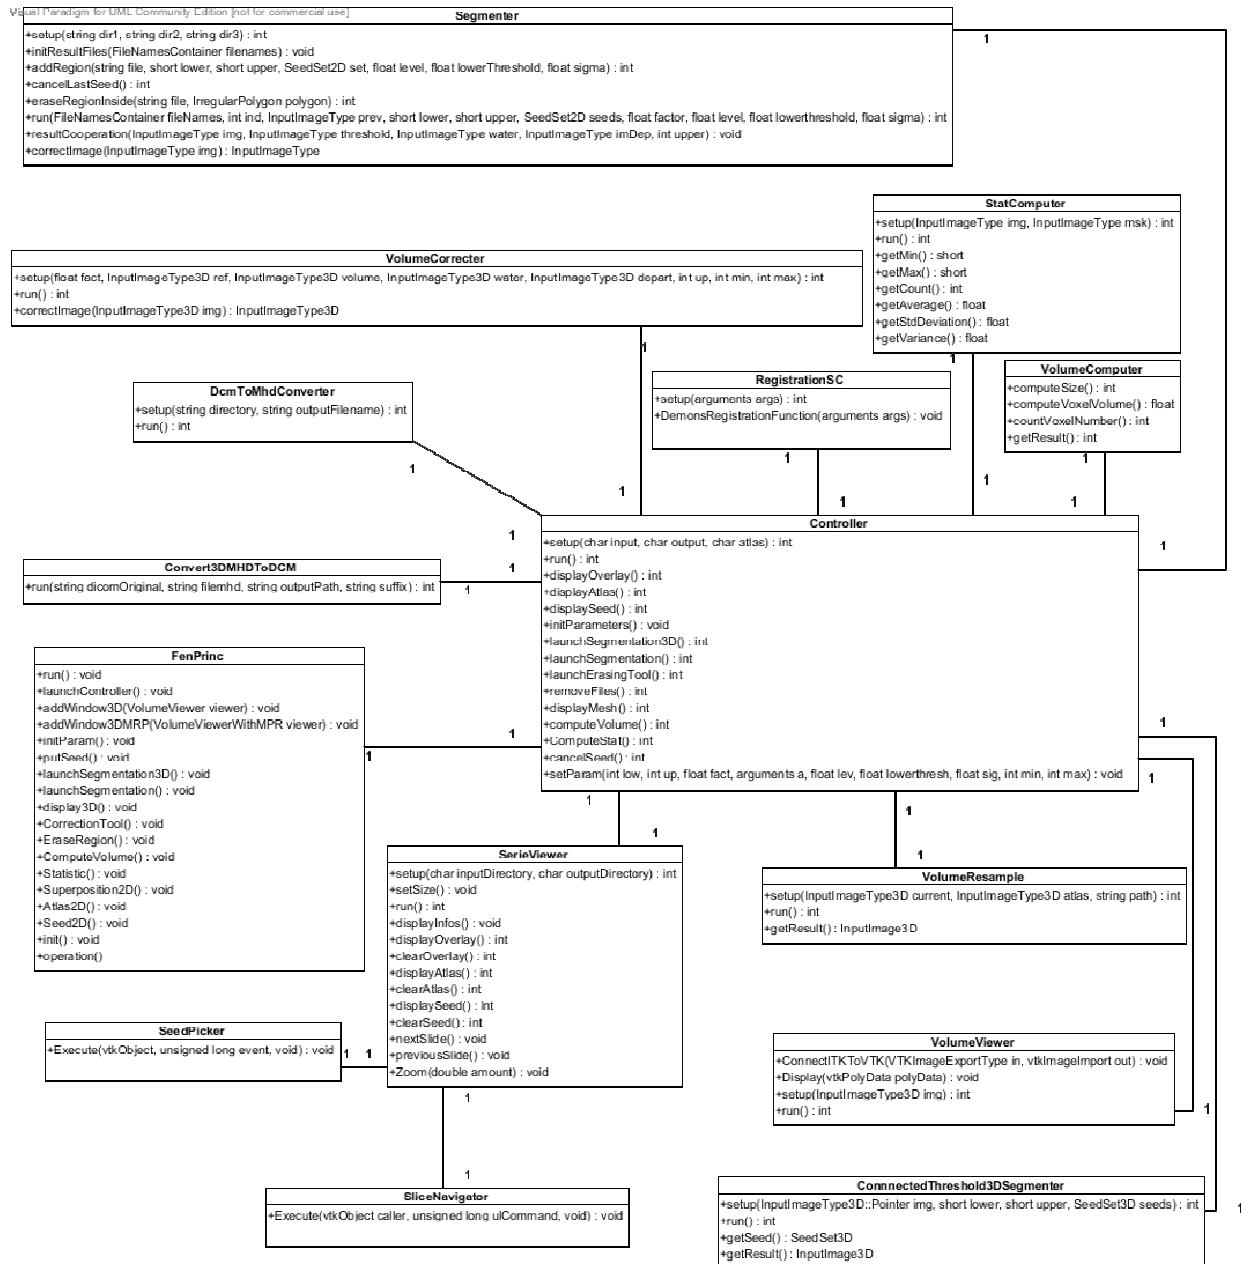 Visual Paradigm for UML Community Edition [not for commercial use]
Segmenter
+setup(string dir1, string dir2, string dir3) : int
+initResultFiles(FileNamesContainer filenames) : void
+addRegion(string file, short lower, short upper, SeedSet2D set, float level, float lowerThreshold, float sigma) : int
+cancelLastSeed() : int
+eraseRegionInside(string file, IrregularPolygon polygon) : int
+run(FileNamesContainer fileNames, int ind, InputImageType prev, short lower, short upper, SeedSet2D seeds, float factor, float level, float lowerthreshold, float sigma) : int
+resultCooperation(InputImageType img, InputImageType threshold, InputImageType water, InputImageType imDep, int upper) : void
+correctImage(InputImageType img) : InputImageType
1
StatComputer
+setup(InputImageType img, InputImageType msk) : int
+run() : int
+getMin() : short
+getMax() : short
+getCount() : int
+getAverage() : float
+getStdDeviation() : float
+getVariance() : float
1
VolumeCorrecter
+setup(float fact, InputImageType3D ref, InputImageType3D volume, InputImageType3D water, InputImageType3D depart, int up, int min, int max) : int
+run() : int
+correctImage(InputImageType3D img) : InputImageType3D
1
VolumeComputer
+computeSize() : int
+computeVoxelVolume() : float
+countVoxelNumber() : int
+getResult() : int
1
RegistrationSC
+setup(arguments args) : int
+DemonsRegistrationFunction(arguments args) : void
1
DcmToMhdConverter
+setup(string directory, string outputFilename) : int
+run() : int
1
1
1
1
1
1
1
Controller
+setup(char input, char output, char atlas) : int
+run() : int
+displayOverlay() : int
+displayAtlas() : int
+displaySeed() : int
+initParameters() : void
+launchSegmentation3D() : int
+launchSegmentation() : int
+launchErasingTool() : int
+removeFiles() : int
+displayMesh() : int
+computeVolume() : int
+ComputeStat() : int
+cancelSeed() : int
+setParam(int low, int up, float fact, arguments a, float lev, float lowerthresh, float sig, int min, int max) : void
Convert3DMHDToDCM
+run(string dicomOriginal, string filemhd, string outputPath, string suffix) : int
1
1
FenPrinc
+run() : void
+launchController() : void
+addWindow3D(VolumeViewer viewer) : void
+addWindow3DMRP(VolumeViewerWithMPR viewer) : void
+initParam() : void
+putSeed() : void
+launchSegmentation3D() : void
+launchSegmentation() : void
+display3D() : void
+CorrectionTool() : void
+EraseRegion() : void
+ComputeVolume() : void
+Statistic() : void
+Superposition2D() : void
+Atlas2D() : void
+Seed2D() : void
+init() : void
+operation()
1
1
1
1
1
1
SerieViewer
+setup(char inputDirectory, char outputDirectory) : int
+setSize() : void
+run() : int
+displayInfos() : void
+displayOverlay() : int
+clearOverlay() : int
+displayAtlas() : int
+clearAtlas() : int
+displaySeed() : int
+clearSeed() : int
+nextSlide() : void
+previousSlide() : void
+Zoom(double amount) : void
1
1
VolumeResample
+setup(InputImageType3D current, InputImageType3D atlas, string path) : int
+run() : int
+getResult() : InputImage3D
SeedPicker
+Execute(vtkObject, unsigned long event, void) : void
1 1
VolumeViewer
+ConnectITKToVTK(VTKImageExportType in, vtkImageImport out) : void
+Display(vtkPolyData polyData) : void
+setup(InputImageType3D img) : int
+run() : int
1
1
1
SliceNavigator
+Execute(vtkObject caller, unsigned long ulCommand, void) : void
ConnnectedThreshold3DSegmenter
+setup(InputImageType3D::Pointer img, short lower, short upper, SeedSet3D seeds) : int
+run() : int
+getSeed() : SeedSet3D
+getResult() : InputImage3D
1